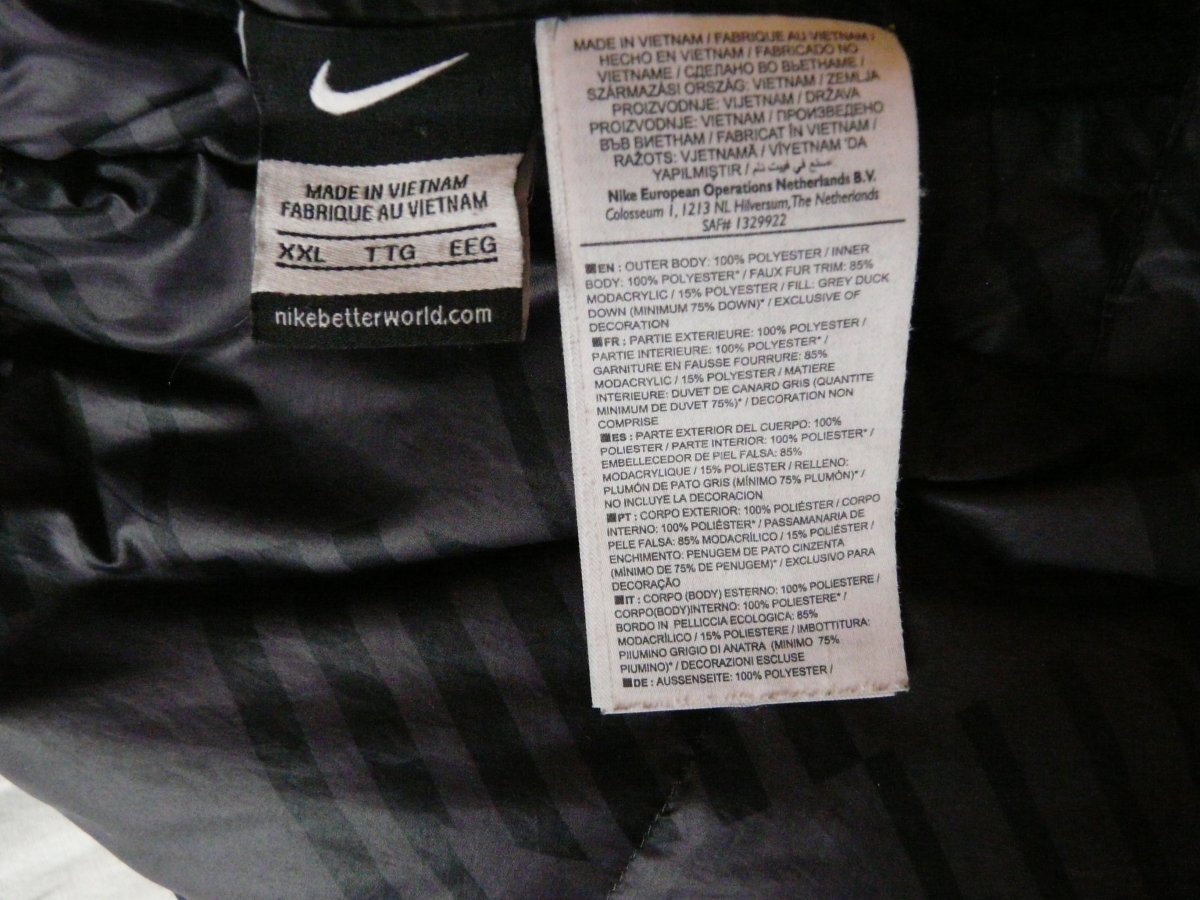 MADE IN VIETNAM
FABRIQUE AU VIETNAM
XXL TTG EEG
nikebetterworld.com
MADE IN VIETNAM / FABRIQUE AU VIETNAM /
HECHO EN VIETNAM / FABRICADO NO
VIETNAME / СДЕЛАНО ВО ВЬЕТНАМЕ /
SZÁRMAZÁSI ORSZÁG: VIETNAM / ZEMLJA
PROIZVODNJE: VIJETNAM / DRŽAVA
PROIZVODNJE: VIETNAM / ПРОИЗВЕДЕНО
ВЪВ ВИЕТНАМ / FABRICAT ÎN VIETNAM /
RAŽOTS: VJETNAMĀ / VİYETNAM 'DA
YAPILMIŞTIR / صنع في فييت نام
Nike European Operations Netherlands B.V.
Colosseum 1, 1213 NL Hilversum, The Netherlands
SAF# 1329922
EN : OUTER BODY: 100% POLYESTER / INNER
BODY: 100% POLYESTER* / FAUX FUR TRIM: 85%
MODACRYLIC / 15% POLYESTER / FILL: GREY DUCK
DOWN (MINIMUM 75% DOWN)* / EXCLUSIVE OF
DECORATION
FR : PARTIE EXTERIEURE: 100% POLYESTER /
PARTIE INTERIEURE: 100% POLYESTER* /
GARNITURE EN FAUSSE FOURRURE: 85%
MODACRYLIC / 15% POLYESTER / MATIERE
INTERIEURE: DUVET DE CANARD GRIS (QUANTITE
MINIMUM DE DUVET 75%)* / DECORATION NON
COMPRISE
ES : PARTE EXTERIOR DEL CUERPO: 100%
POLIESTER / PARTE INTERIOR: 100% POLIESTER* /
EMBELLECEDOR DE PIEL FALSA: 85%
MODACRYLIQUE / 15% POLIESTER / RELLENO:
PLUMÓN DE PATO GRIS (MÍNIMO 75% PLUMÓN)* /
NO INCLUYE LA DECORACION
PT : CORPO EXTERIOR: 100% POLIÉSTER / CORPO
INTERNO: 100% POLIÉSTER* / PASSAMANARIA DE
PELE FALSA: 85% MODACRÍLICO / 15% POLIÉSTER /
ENCHIMENTO: PENUGEM DE PATO CINZENTA
(MÍNIMO DE 75% DE PENUGEM)* / EXCLUSIVO PARA
DECORAÇÃO
IT : CORPO (BODY) ESTERNO: 100% POLIESTERE /
CORPO(BODY)INTERNO: 100% POLIESTERE* /
BORDO IN PELLICCIA ECOLOGICA: 85%
MODACRÍLICO / 15% POLIESTERE / IMBOTTITURA:
PIIUMINO GRIGIO DI ANATRA (MINIMO 75%
PIUMINO)* / DECORAZIONI ESCLUSE
DE : AUSSENSEITE: 100% POLYESTER /